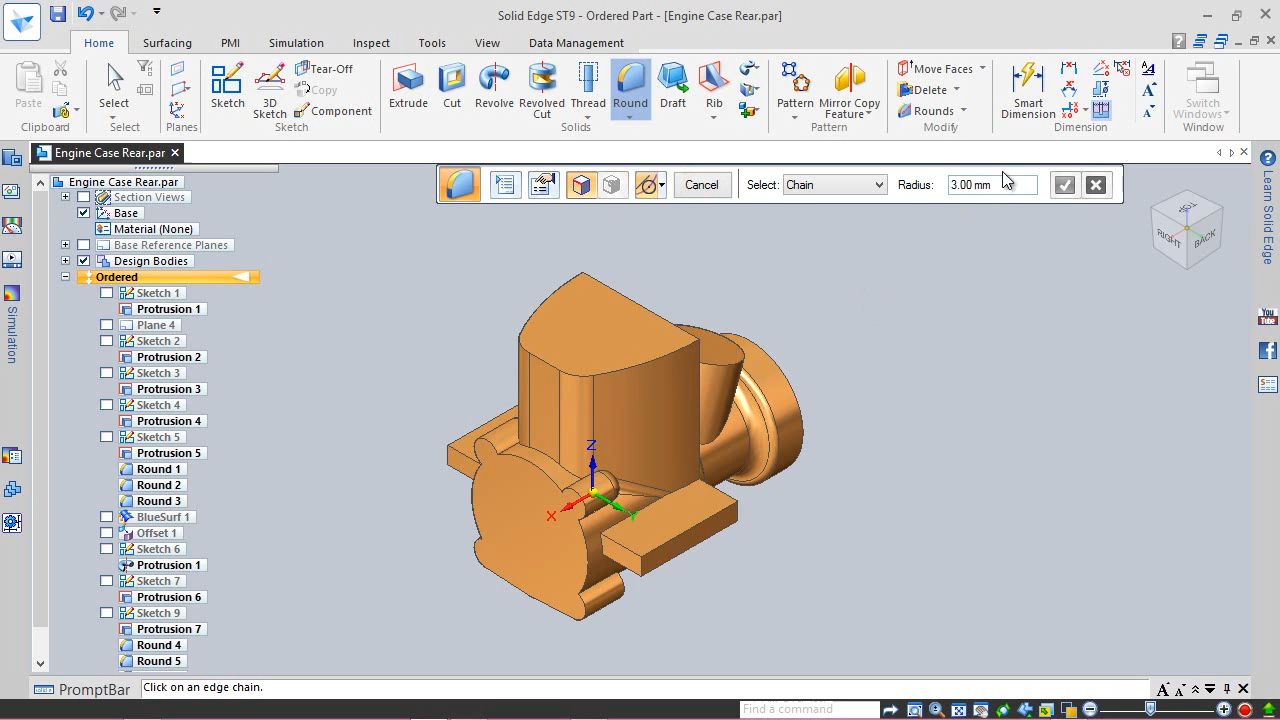 Solid Edge ST9 - Ordered Part - [Engine Case Rear.par]
Home Surfacing PMI Simulation Inspect Tools View Data Management
Paste
Clipboard
Select
Select
Planes
Sketch
3D Sketch
Tear-Off
Copy
Component
Sketch
Extrude
Cut
Revolve
Revolved Cut
Thread
Round
Draft
Rib
Solids
Pattern
Mirror Copy Feature
Pattern
Move Faces
Delete
Rounds
Modify
Smart Dimension
Dimension
Switch Windows
Window
Engine Case Rear.par
Cancel Select: Chain Radius: 3.00 mm
Engine Case Rear.par
Section Views
Base
Material (None)
Base Reference Planes
Design Bodies
Ordered
Sketch 1
Protrusion 1
Plane 4
Sketch 2
Protrusion 2
Sketch 3
Protrusion 3
Sketch 4
Protrusion 4
Sketch 5
Protrusion 5
Round 1
Round 2
Round 3
BlueSurf 1
Offset 1
Sketch 6
Protrusion 1
Sketch 7
Protrusion 6
Sketch 9
Protrusion 7
Round 4
Round 5
Simulation
Z
X
Y
TOP
RIGHT
BACK
Learn Solid Edge
You
Tube
PromptBar
Click on an edge chain.
Find a command